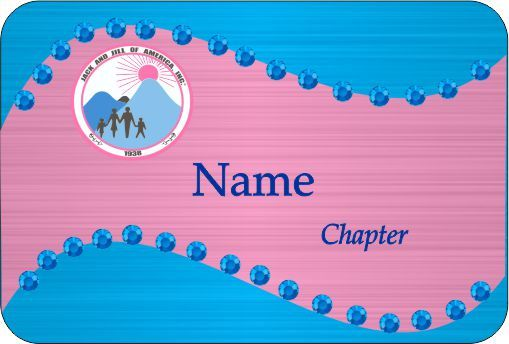 JACK AND JILL OF AMERICA, INC.
1938
Name
Chapter